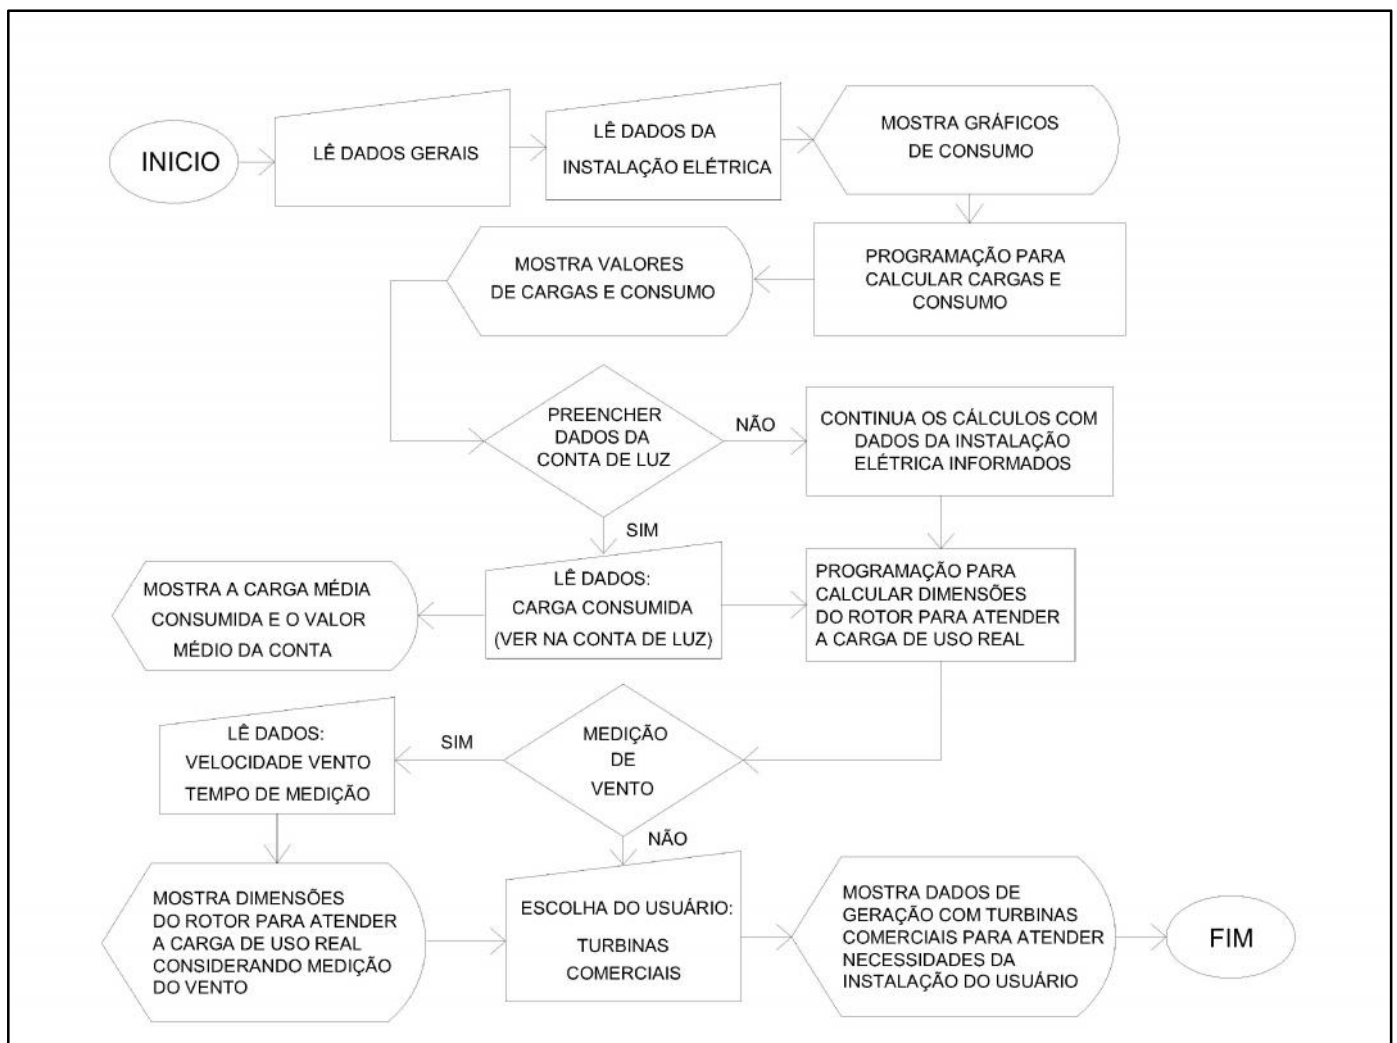 INICIO
LÊ DADOS GERAIS
LÊ DADOS DA
INSTALAÇÃO ELÉTRICA
MOSTRA GRÁFICOS
DE CONSUMO
PROGRAMAÇÃO PARA
CALCULAR CARGAS E
CONSUMO
MOSTRA VALORES
DE CARGAS E CONSUMO
PREENCHER
DADOS DA
CONTA DE LUZ
NÃO
CONTINUA OS CÁLCULOS COM
DADOS DA INSTALAÇÃO
ELÉTRICA INFORMADOS
SIM
LÊ DADOS:
CARGA CONSUMIDA
(VER NA CONTA DE LUZ)
MOSTRA A CARGA MÉDIA
CONSUMIDA E O VALOR
MÉDIO DA CONTA
PROGRAMAÇÃO PARA
CALCULAR DIMENSÕES
DO ROTOR PARA ATENDER
A CARGA DE USO REAL
MEDIÇÃO
DE
VENTO
SIM
LÊ DADOS:
VELOCIDADE VENTO
TEMPO DE MEDIÇÃO
NÃO
MOSTRA DIMENSÕES
DO ROTOR PARA ATENDER
A CARGA DE USO REAL
CONSIDERANDO MEDIÇÃO
DO VENTO
ESCOLHA DO USUÁRIO:
TURBINAS
COMERCIAIS
MOSTRA DADOS DE
GERAÇÃO COM TURBINAS
COMERCIAIS PARA ATENDER
NECESSIDADES DA
INSTALAÇÃO DO USUÁRIO
FIM